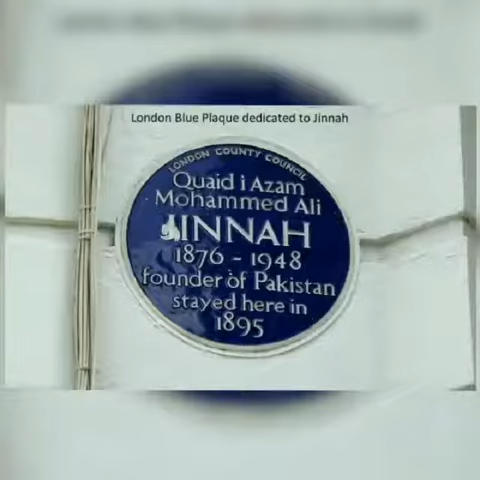 London Blue Plaque dedicated to Jinnah
LONDON COUNTY COUNCIL
Quaid i Azam
Mohammed Ali
JINNAH
1876 - 1948
founder of Pakistan
stayed here in
1895